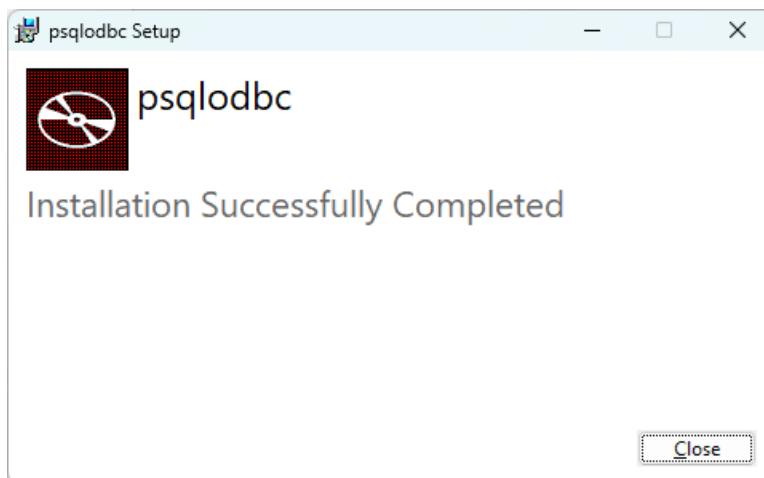 psqlodbc Setup
psqlodbc
Installation Successfully Completed
Close